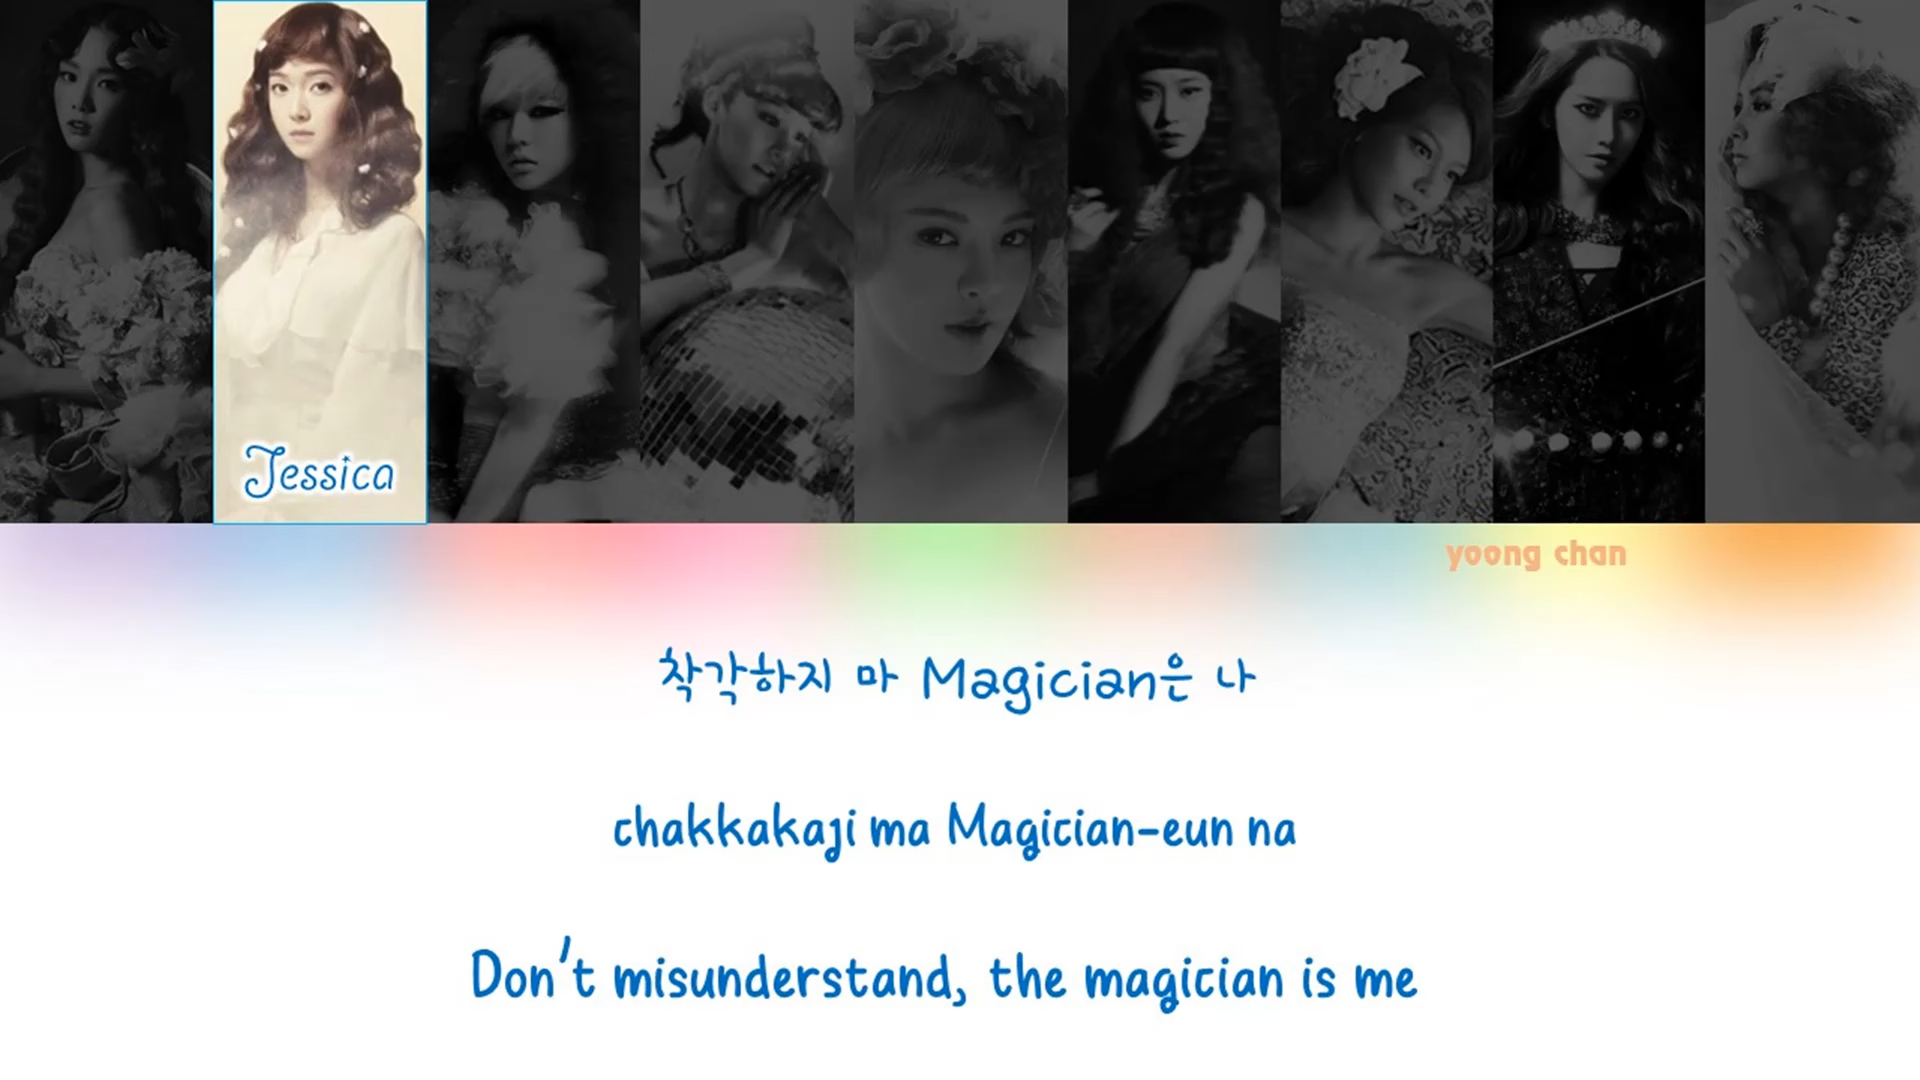 Jessica
yoong chan
착각하지 마 Magician은 나
chakkakaji ma Magician-eun na
Don't misunderstand, the magician is me